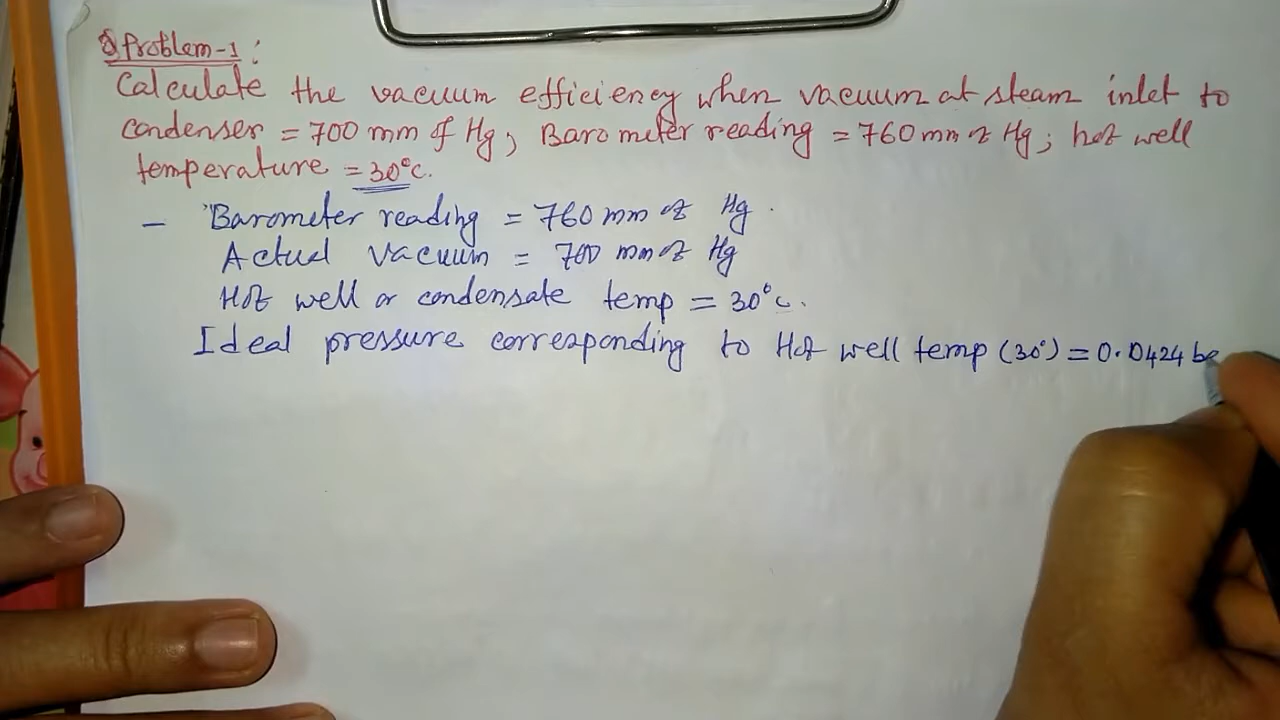 Problem-1:
Calculate the vacuum efficiency when vacuum at steam inlet to
condenser = 700 mm of Hg, Barometer reading = 760 mm of Hg; hot well
temperature = 30°c.
- Barometer reading = 760 mm of Hg.
Actual vacuum = 700 mm of Hg
Hot well or condensate temp = 30°c.
Ideal pressure corresponding to Hot well temp (30°) = 0.0424 ba